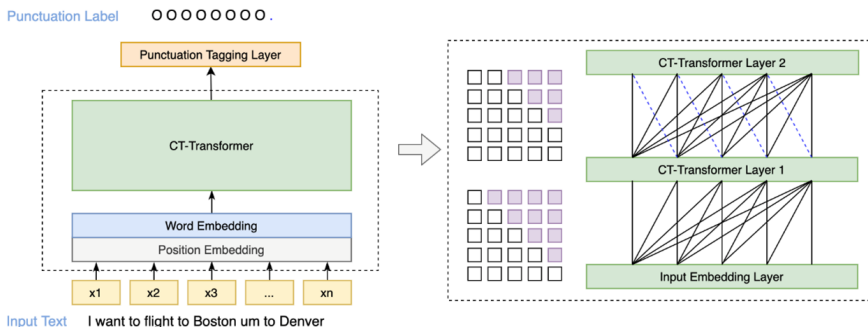 Punctuation Label O O O O O O O O .
Punctuation Tagging Layer
CT-Transformer
Word Embedding
Position Embedding
x1 x2 x3 ... xn
Input Text I want to flight to Boston um to Denver
CT-Transformer Layer 2
CT-Transformer Layer 1
Input Embedding Layer